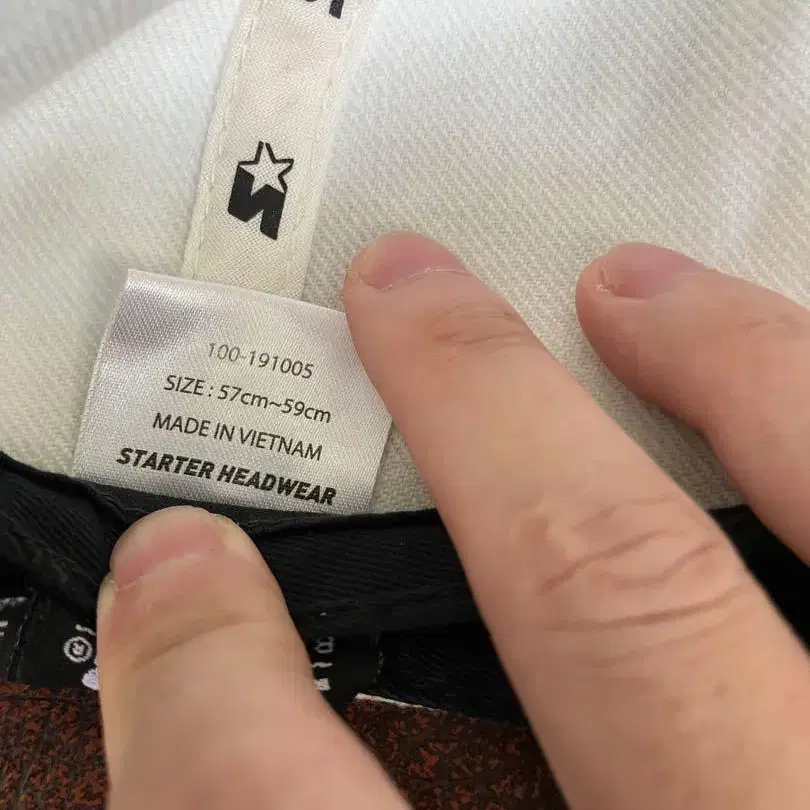 100-191005
SIZE : 57cm~59cm
MADE IN VIETNAM
STARTER HEADWEAR
®